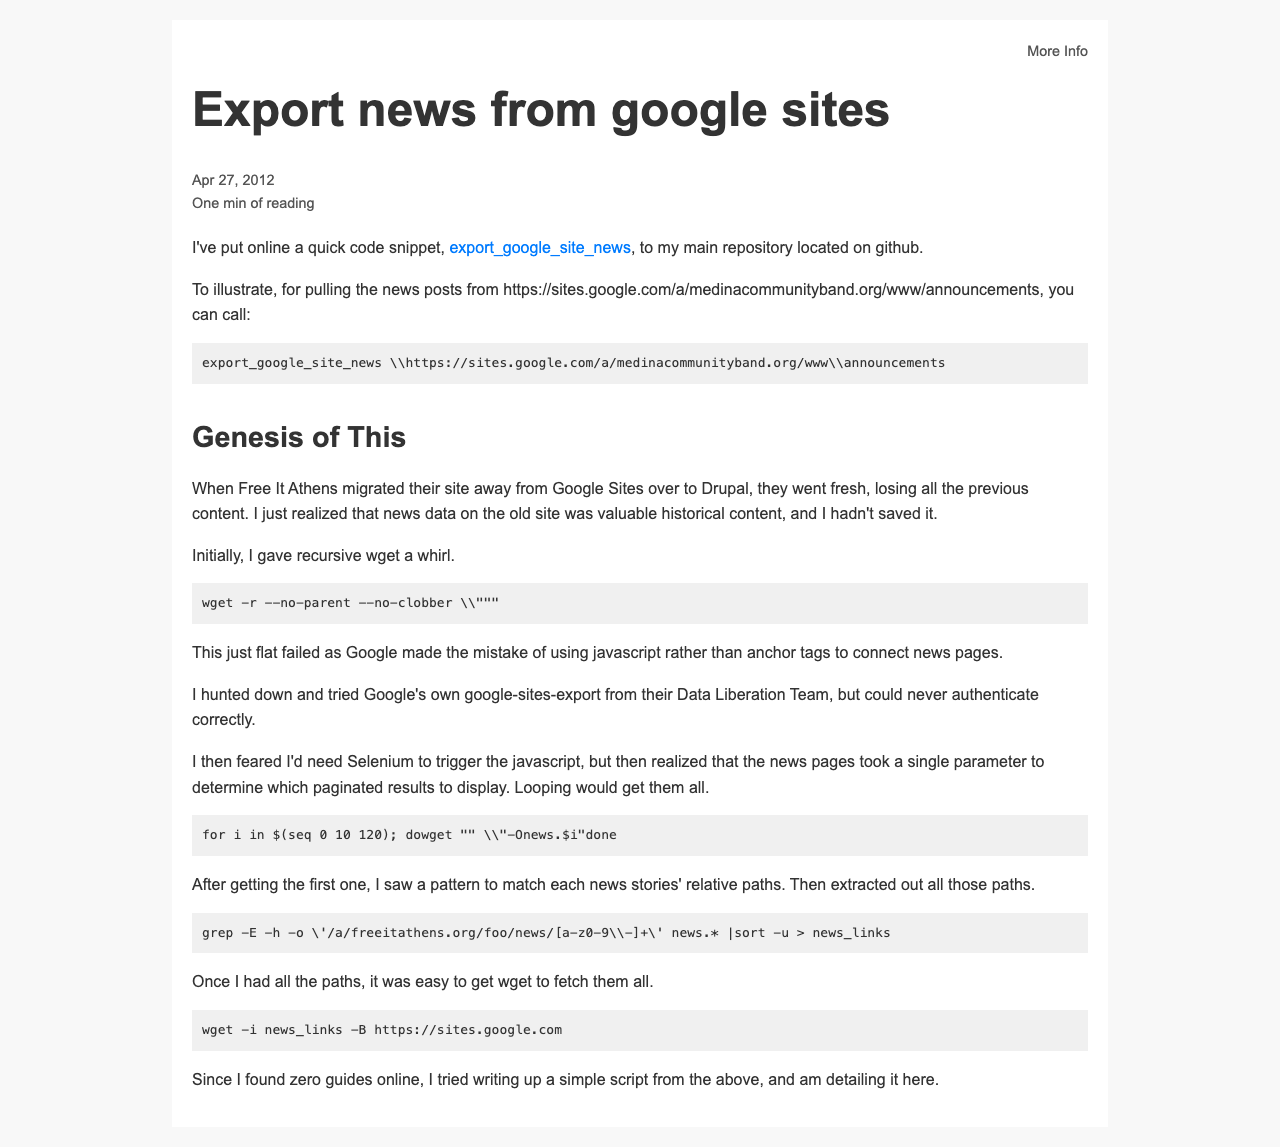 More Info
Export news from google sites
Apr 27, 2012
One min of reading
I've put online a quick code snippet, export_google_site_news, to my main repository located on github.
To illustrate, for pulling the news posts from https://sites.google.com/a/medinacommunityband.org/www/announcements, you
can call:
export_google_site_news \\https://sites.google.com/a/medinacommunityband.org/www\\announcements
Genesis of This
When Free It Athens migrated their site away from Google Sites over to Drupal, they went fresh, losing all the previous
content. I just realized that news data on the old site was valuable historical content, and I hadn't saved it.
Initially, I gave recursive wget a whirl.
wget -r --no-parent --no-clobber \\"""
This just flat failed as Google made the mistake of using javascript rather than anchor tags to connect news pages.
I hunted down and tried Google's own google-sites-export from their Data Liberation Team, but could never authenticate
correctly.
I then feared I'd need Selenium to trigger the javascript, but then realized that the news pages took a single parameter to
determine which paginated results to display. Looping would get them all.
for i in $(seq 0 10 120); dowget "" \\"-Onews.$i"done
After getting the first one, I saw a pattern to match each news stories' relative paths. Then extracted out all those paths.
grep -E -h -o \'/a/freeitathens.org/foo/news/[a-z0-9\\-]+\' news.* |sort -u > news_links
Once I had all the paths, it was easy to get wget to fetch them all.
wget -i news_links -B https://sites.google.com
Since I found zero guides online, I tried writing up a simple script from the above, and am detailing it here.